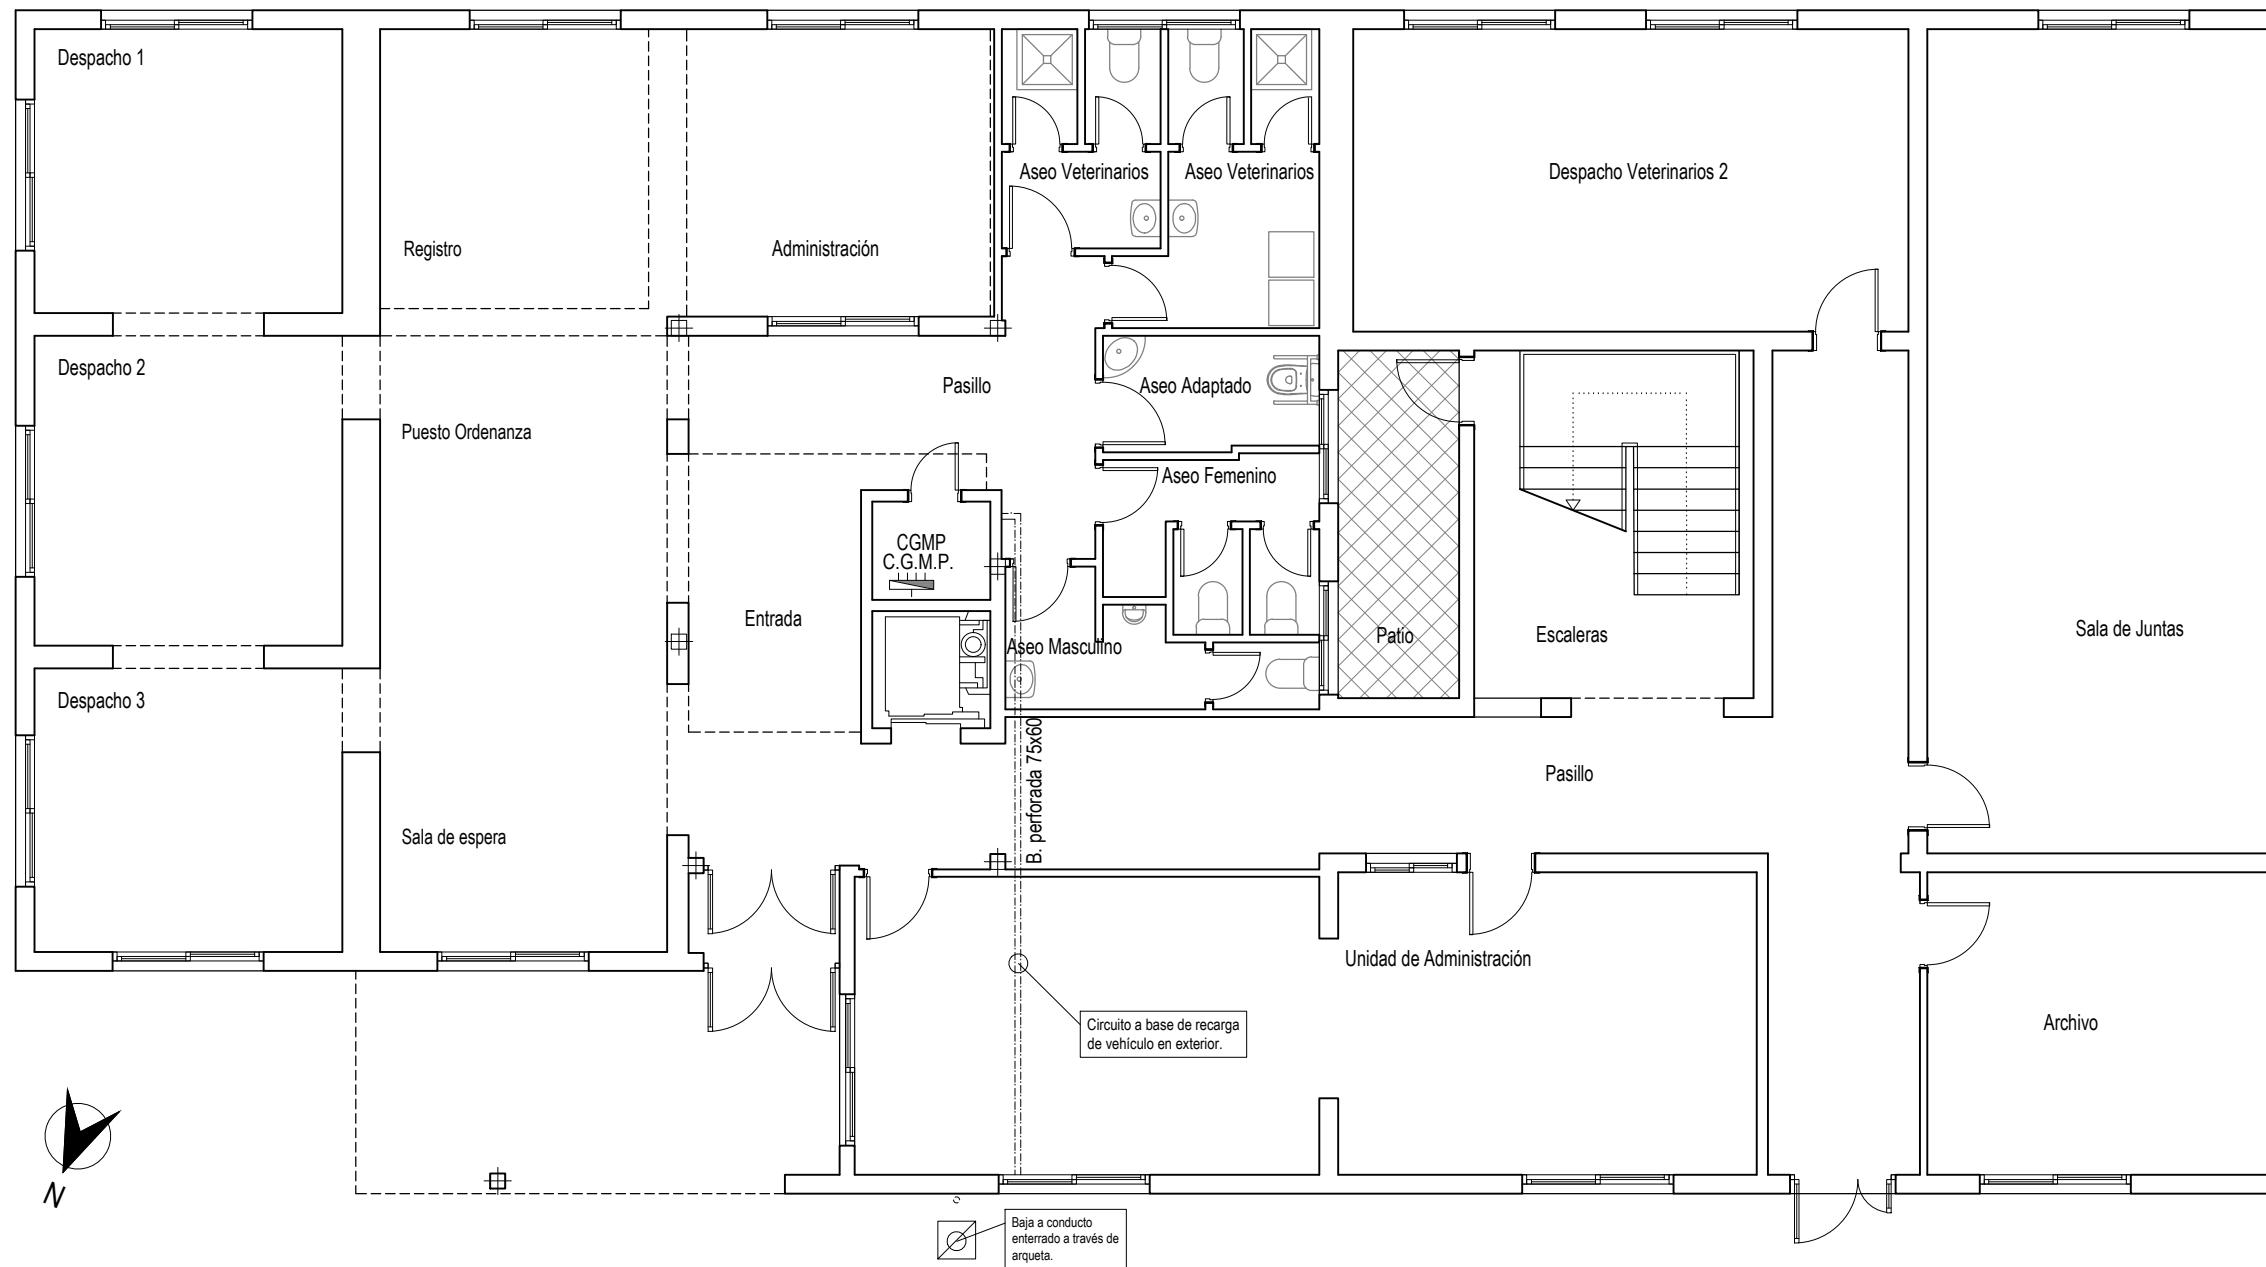 Despacho 1
Aseo Veterinarios
Aseo Veterinarios
Despacho Veterinarios 2
Registro
Administración
Despacho 2
Pasillo
Aseo Adaptado
Puesto Ordenanza
Aseo Femenino
CGMP
C.G.M.P.
Entrada
Aseo Masculino
Patio
Escaleras
Sala de Juntas
Despacho 3
B. perforada 75x60
Pasillo
Sala de espera
Unidad de Administración
Circuito a base de recarga
de vehículo en exterior.
Archivo
N
Baja a conducto
enterrado a través de
arqueta.